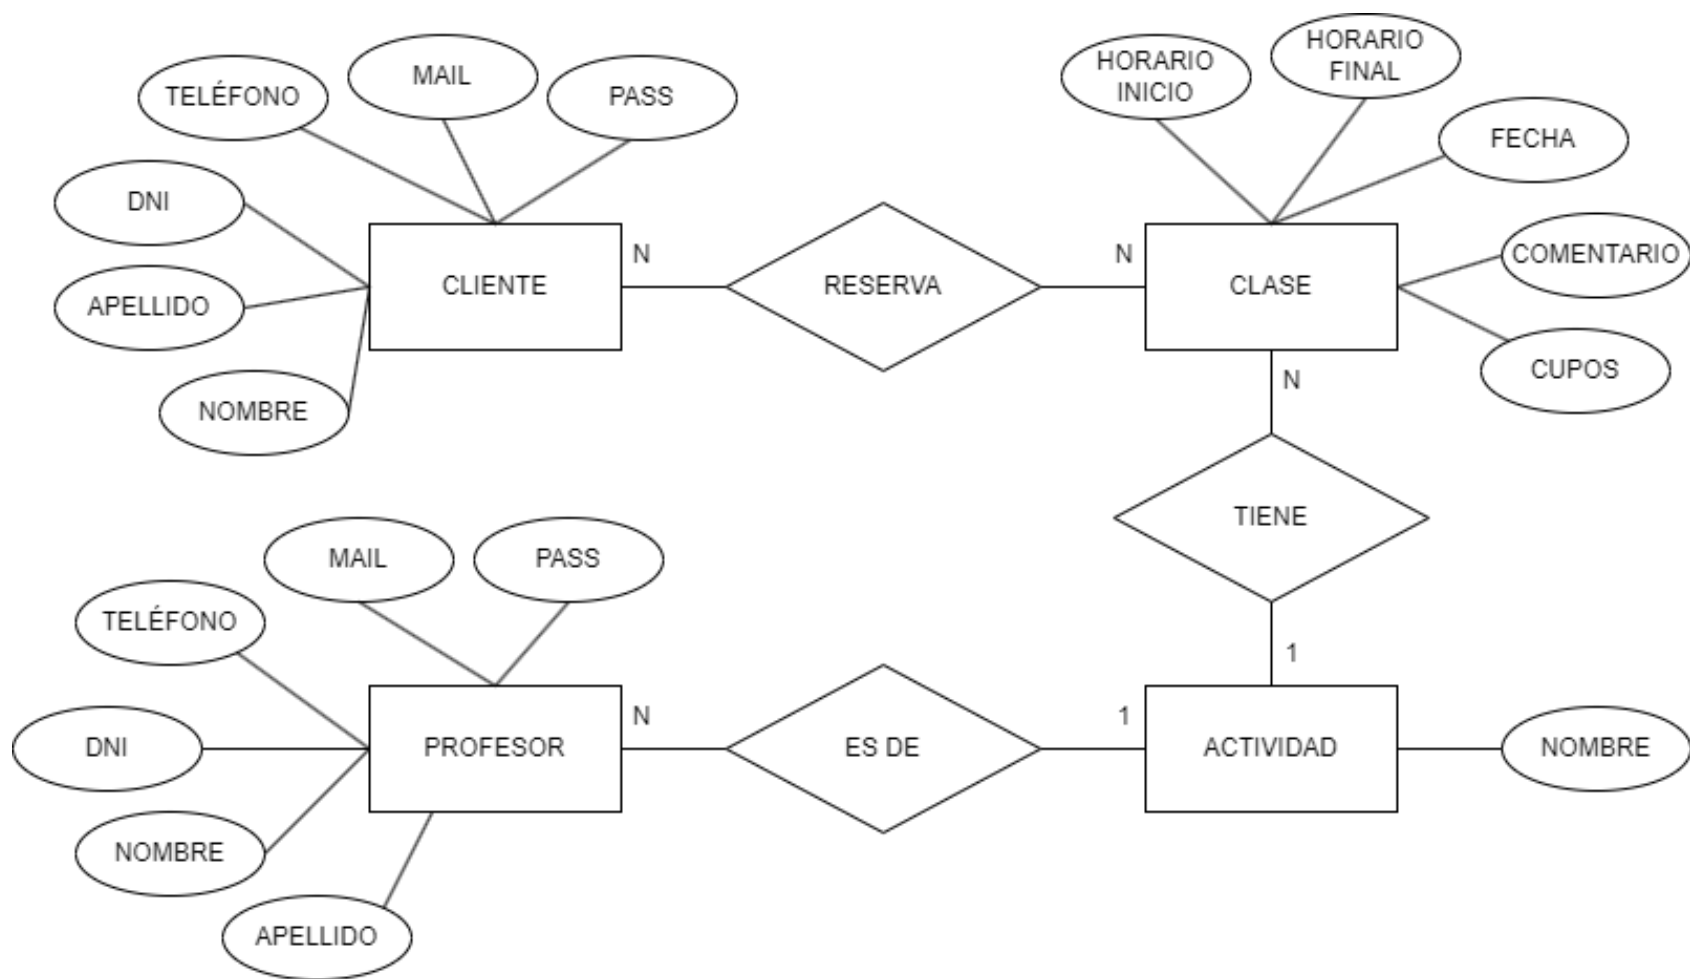 HORARIO
INICIO
HORARIO
FINAL
MAIL
TELÉFONO
PASS
FECHA
DNI
APELLIDO
NOMBRE
CLIENTE
N
RESERVA
N
CLASE
COMENTARIO
CUPOS
N
TIENE
1
MAIL
PASS
TELÉFONO
DNI
NOMBRE
APELLIDO
PROFESOR
N
ES DE
1
ACTIVIDAD
NOMBRE